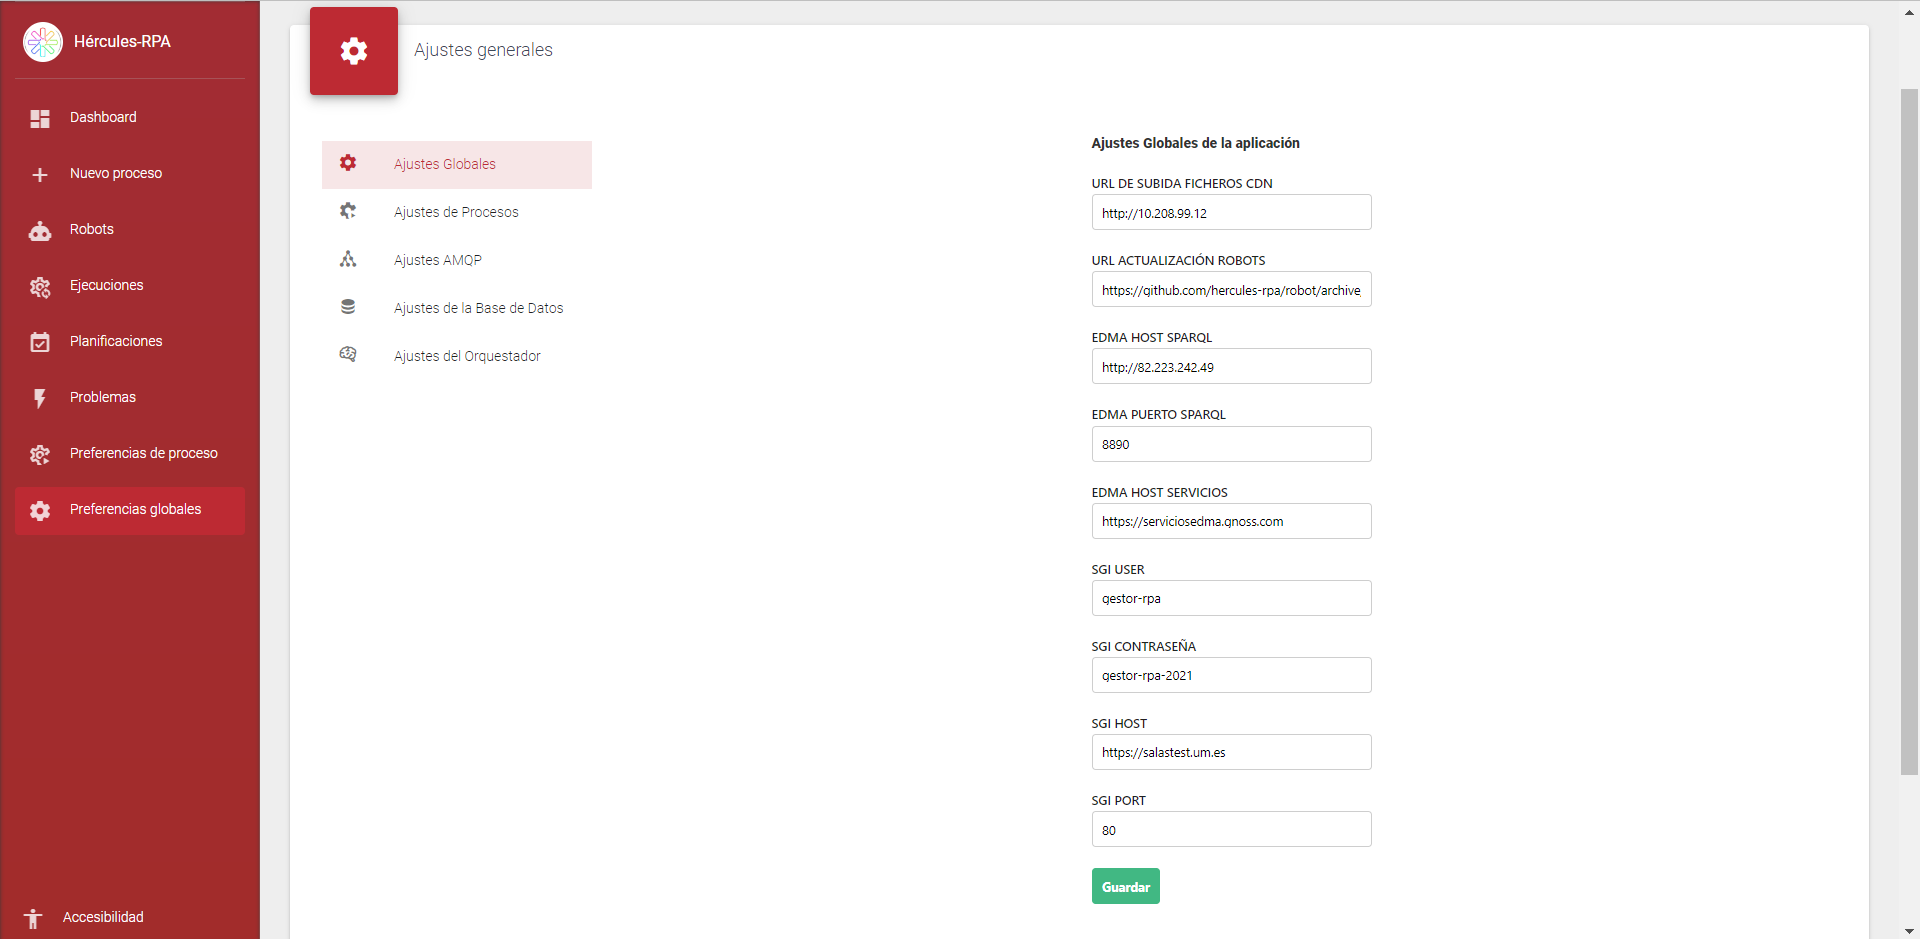 Hércules-RPA
Dashboard
Nuevo proceso
Robots
Ejecuciones
Planificaciones
Problemas
Preferencias de proceso
Preferencias globales
Accesibilidad
Ajustes generales
Ajustes Globales
Ajustes de Procesos
Ajustes AMQP
Ajustes de la Base de Datos
Ajustes del Orquestador
Ajustes Globales de la aplicación
URL DE SUBIDA FICHEROS CDN
http://10.208.99.12
URL ACTUALIZACIÓN ROBOTS
https://github.com/hercules-rpa/robot/archive
EDMA HOST SPARQL
http://82.223.242.49
EDMA PUERTO SPARQL
8890
EDMA HOST SERVICIOS
https://serviciosedma.gnoss.com
SGI USER
gestor-rpa
SGI CONTRASEÑA
gestor-rpa-2021
SGI HOST
https://salastest.um.es
SGI PORT
80
Guardar